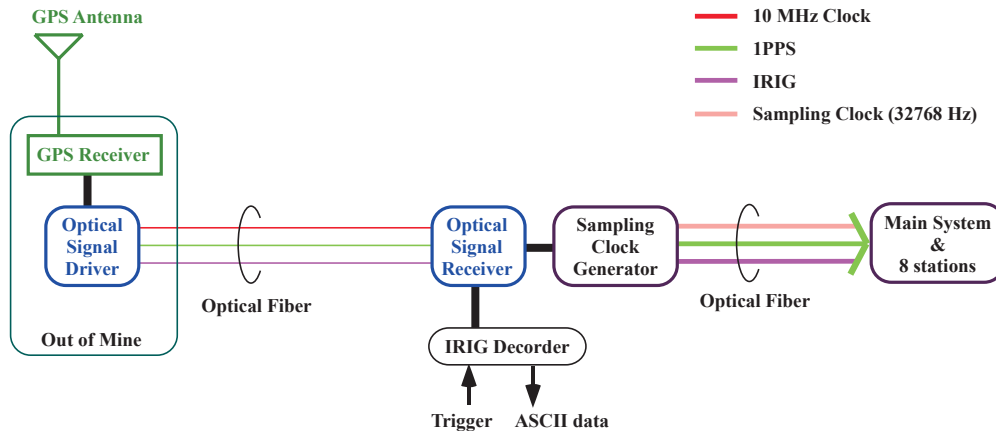 GPS Antenna
10 MHz Clock
1PPS
IRIG
Sampling Clock (32768 Hz)
GPS Receiver
Optical
Signal
Driver
Out of Mine
Optical Fiber
Optical
Signal
Receiver
Sampling
Clock
Generator
Optical Fiber
Main System
&
8 stations
IRIG Decorder
Trigger
ASCII data